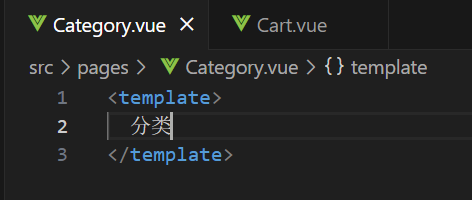 Category.vue × Cart.vue
src > pages > Category.vue > {} template
1 <template>
2 分类
3 </template>